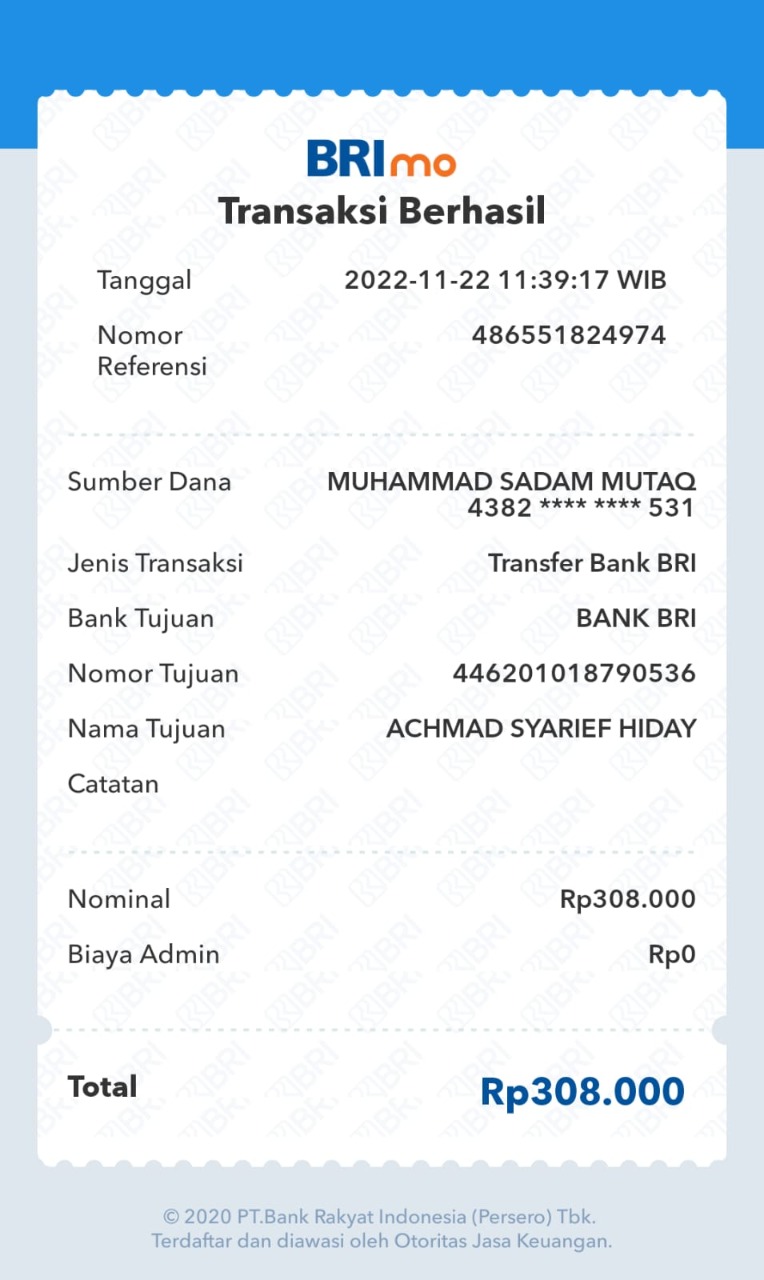 BRImo
Transaksi Berhasil
Tanggal 2022-11-22 11:39:17 WIB
Nomor 486551824974
Referensi
Sumber Dana MUHAMMAD SADAM MUTAQ
4382 **** **** 531
Jenis Transaksi Transfer Bank BRI
Bank Tujuan BANK BRI
Nomor Tujuan 446201018790536
Nama Tujuan ACHMAD SYARIEF HIDAY
Catatan
Nominal Rp308.000
Biaya Admin Rp0
Total Rp308.000
© 2020 PT.Bank Rakyat Indonesia (Persero) Tbk.
Terdaftar dan diawasi oleh Otoritas Jasa Keuangan.